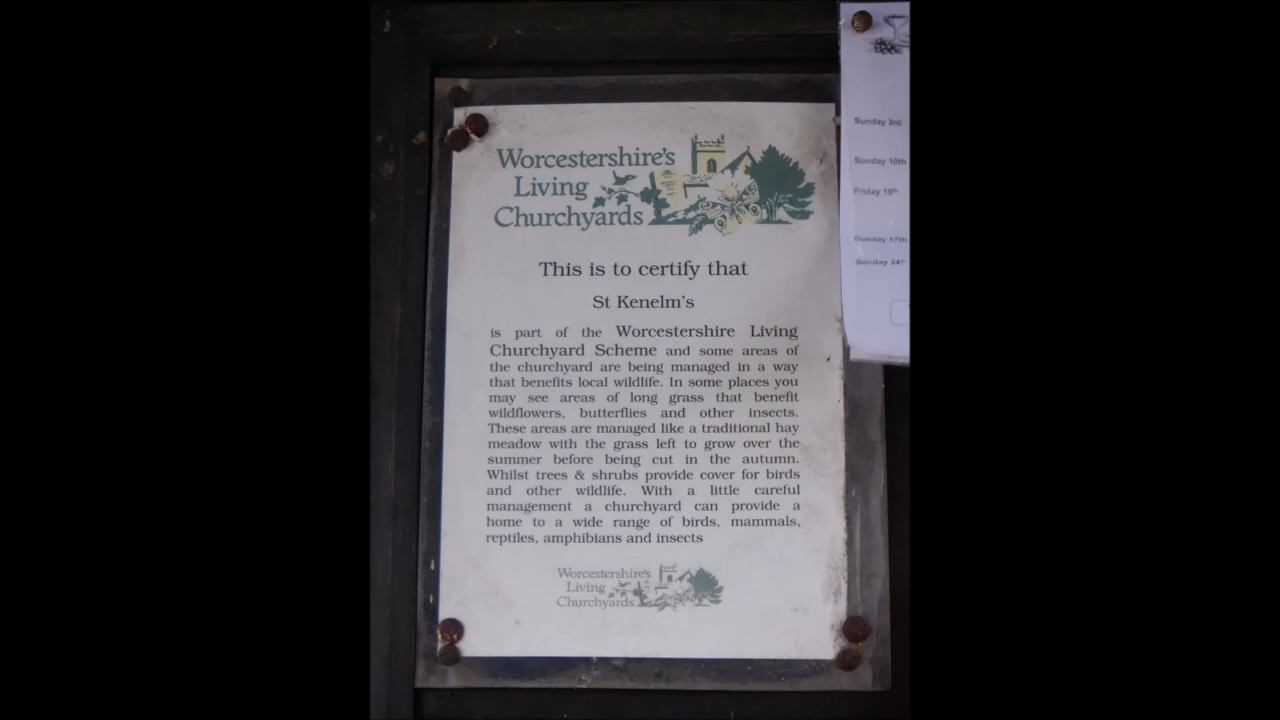 Worcestershire's
Living
Churchyards
This is to certify that
St Kenelm's
is part of the Worcestershire Living
Churchyard Scheme and some areas of
the churchyard are being managed in a way
that benefits local wildlife. In some places you
may see areas of long grass that benefit
wildflowers, butterflies and other insects.
These areas are managed like a traditional hay
meadow with the grass left to grow over the
summer before being cut in the autumn.
Whilst trees & shrubs provide cover for birds
and other wildlife. With a little careful
management a churchyard can provide a
home to a wide range of birds, mammals,
reptiles, amphibians and insects
Worcestershire's
Living
Churchyards
Sunday 3rd
Sunday 10th
Friday 15th
Sunday 17th
Sunday 24th